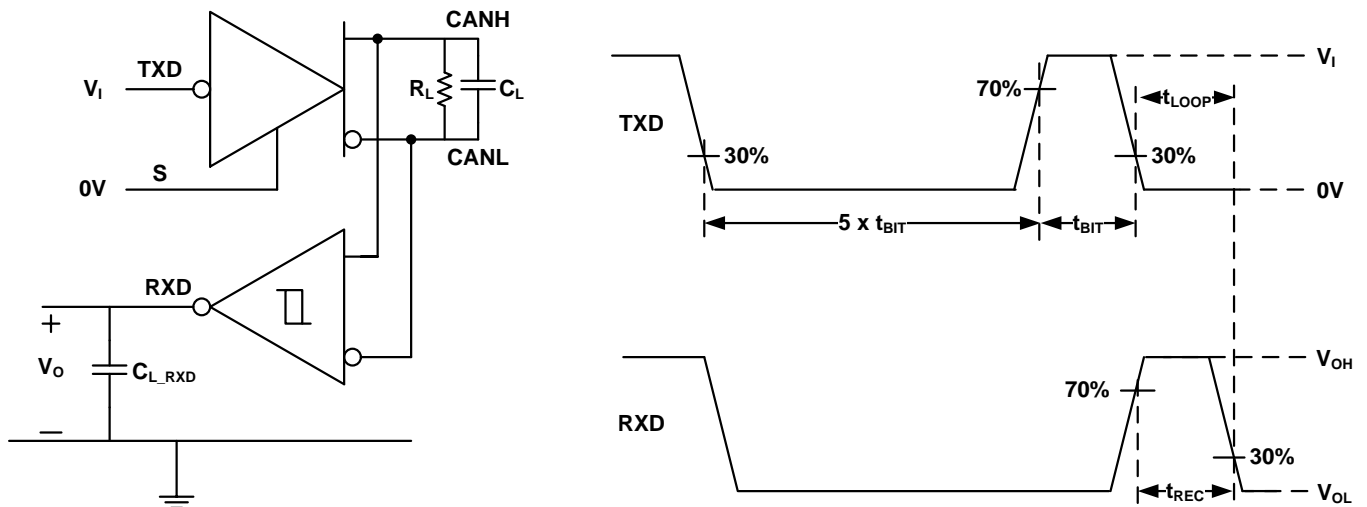 CANH
TXD
V_I
R_L
C_L
S
0V
CANL
RXD
+
V_O
C_L_RXD
—
V_I
70%
t_LOOP
TXD
30%
30%
0V
5 x t_BIT
t_BIT
V_OH
70%
RXD
30%
t_REC
V_OL